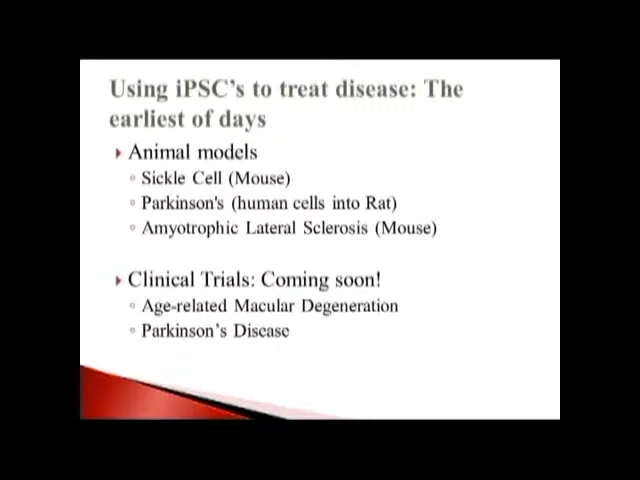 Using iPSC's to treat disease: The
earliest of days
Animal models
Sickle Cell (Mouse)
Parkinson's (human cells into Rat)
Amyotrophic Lateral Sclerosis (Mouse)
Clinical Trials: Coming soon!
Age-related Macular Degeneration
Parkinson’s Disease